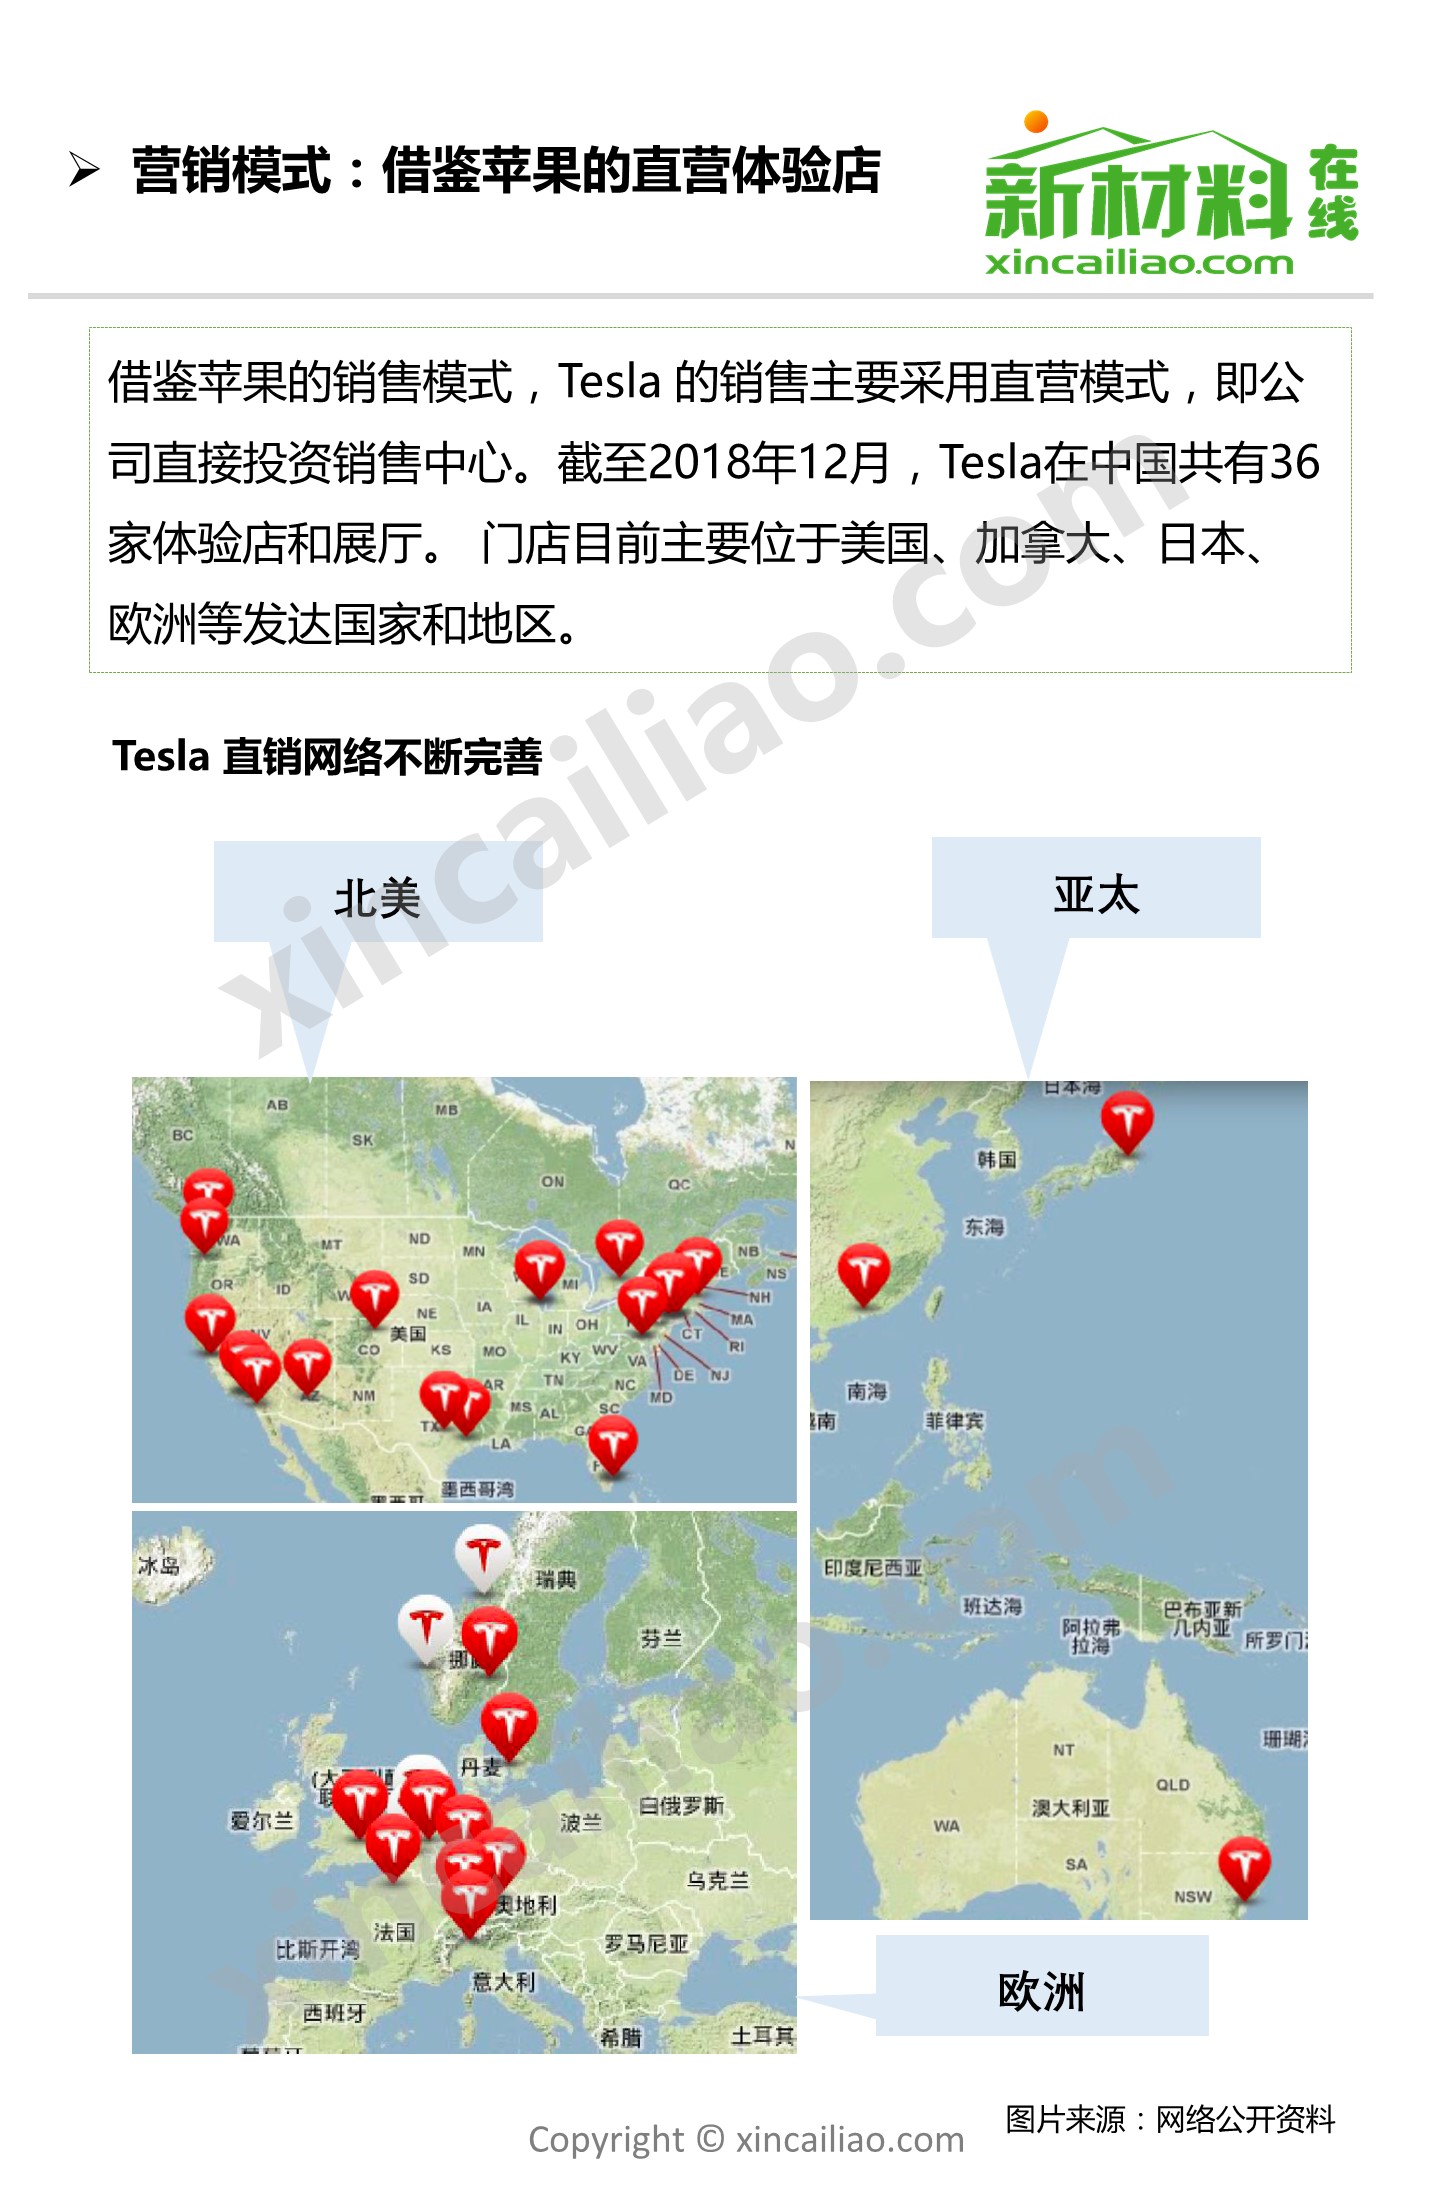 营销模式：借鉴苹果的直营体验店
新材料在线
xincailiao.com
借鉴苹果的销售模式，Tesla 的销售主要采用直营模式，即公
司直接投资销售中心。截至2018年12月，Tesla在中国共有36
家体验店和展厅。 门店目前主要位于美国、加拿大、日本、
欧洲等发达国家和地区。
xincailiao.com
Tesla 直销网络不断完善
北美
亚太
AB
MB
BC
SK
N
ON
QC
WA
MT
ND
MN
NB
NS
OR
ID
SD
MI
NH
NE
IA
MA
美国
IL
IN
OH
CT
RI
NV
CO
KS
MO
KY
WV
VA
DE
NJ
MD
AZ
NM
AR
TN
NC
MS
AL
SC
TX
LA
墨西哥湾
墨西哥
日本海
韩国
东海
南海
越南
菲律宾
印度尼西亚
班达海
阿拉弗
拉海
巴布亚新
几内亚
所罗门
珊瑚
NT
QLD
澳大利亚
WA
SA
NSW
冰岛
瑞典
芬兰
挪威
丹麦
爱尔兰
波兰
白俄罗斯
乌克兰
奥地利
法国
比斯开湾
罗马尼亚
意大利
西班牙
希腊
土耳其
xincailiao.com
欧洲
图片来源：网络公开资料
Copyright © xincailiao.com